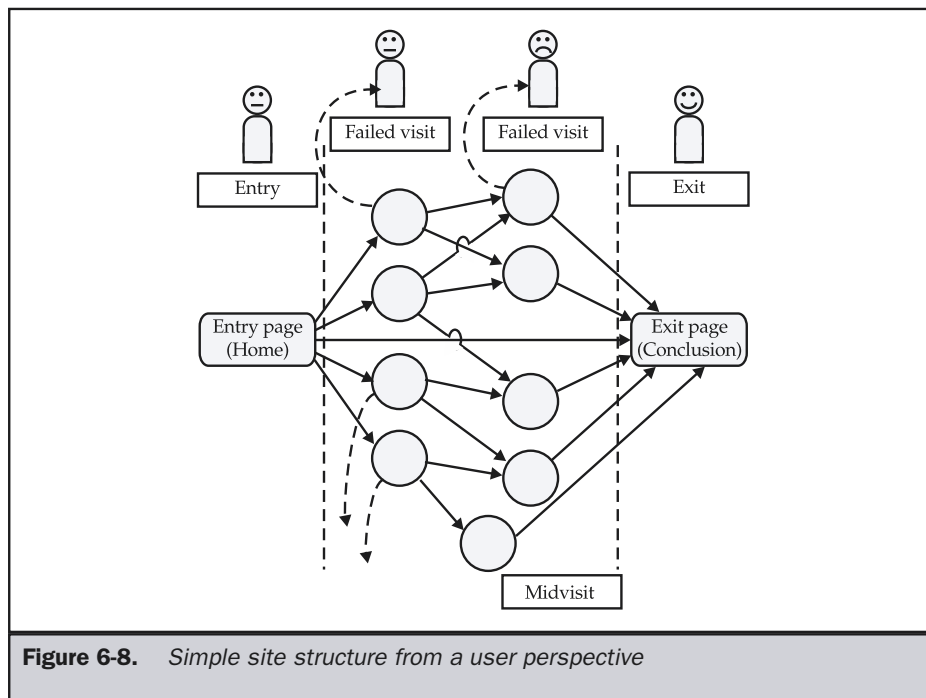 Failed visit
Failed visit
Entry
Exit
Entry page
(Home)
Exit page
(Conclusion)
Midvisit
Figure 6-8. Simple site structure from a user perspective